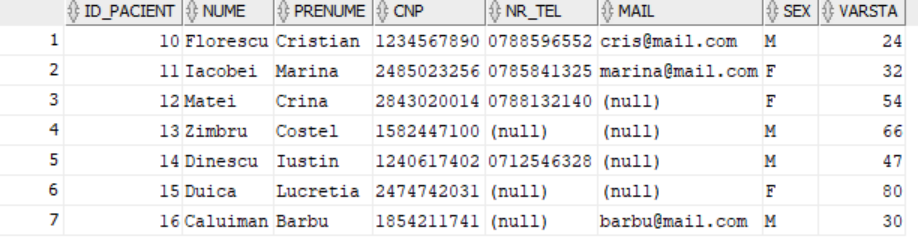 ID_PACIENT NUME PRENUME CNP NR_TEL MAIL SEX VARSTA
1 10 Florescu Cristian 1234567890 0788596552 cris@mail.com M 24
2 11 Iacobei Marina 2485023256 0785841325 marina@mail.com F 32
3 12 Matei Crina 2843020014 0788132140 (null) F 54
4 13 Zimbru Costel 1582447100 (null) (null) M 66
5 14 Dinescu Iustin 1240617402 0712546328 (null) M 47
6 15 Duica Lucretia 2474742031 (null) (null) F 80
7 16 Caluiman Barbu 1854211741 (null) barbu@mail.com M 30